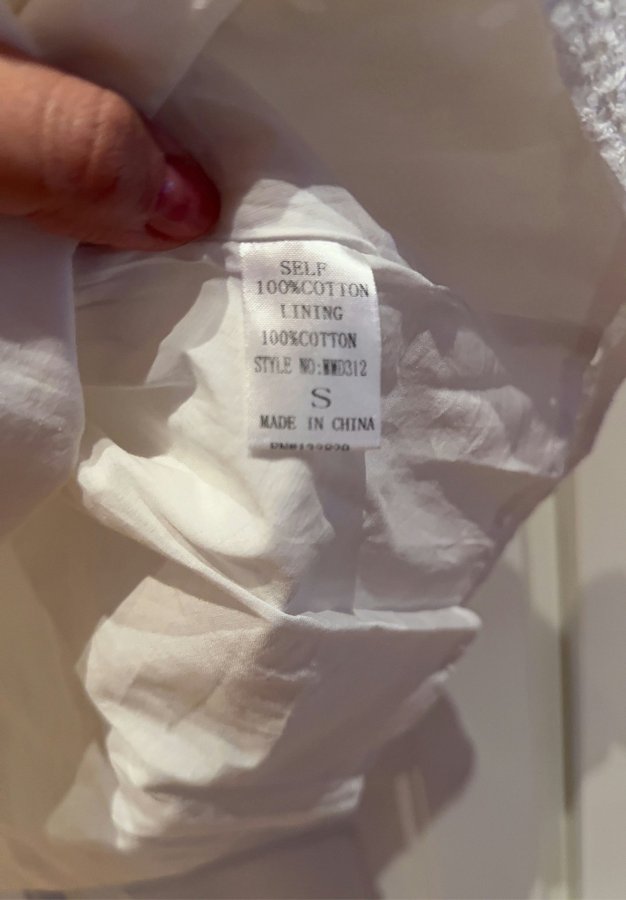 SELF
100%COTTON
LINING
100%COTTON
STYLE NO:WWD312
S
MADE IN CHINA